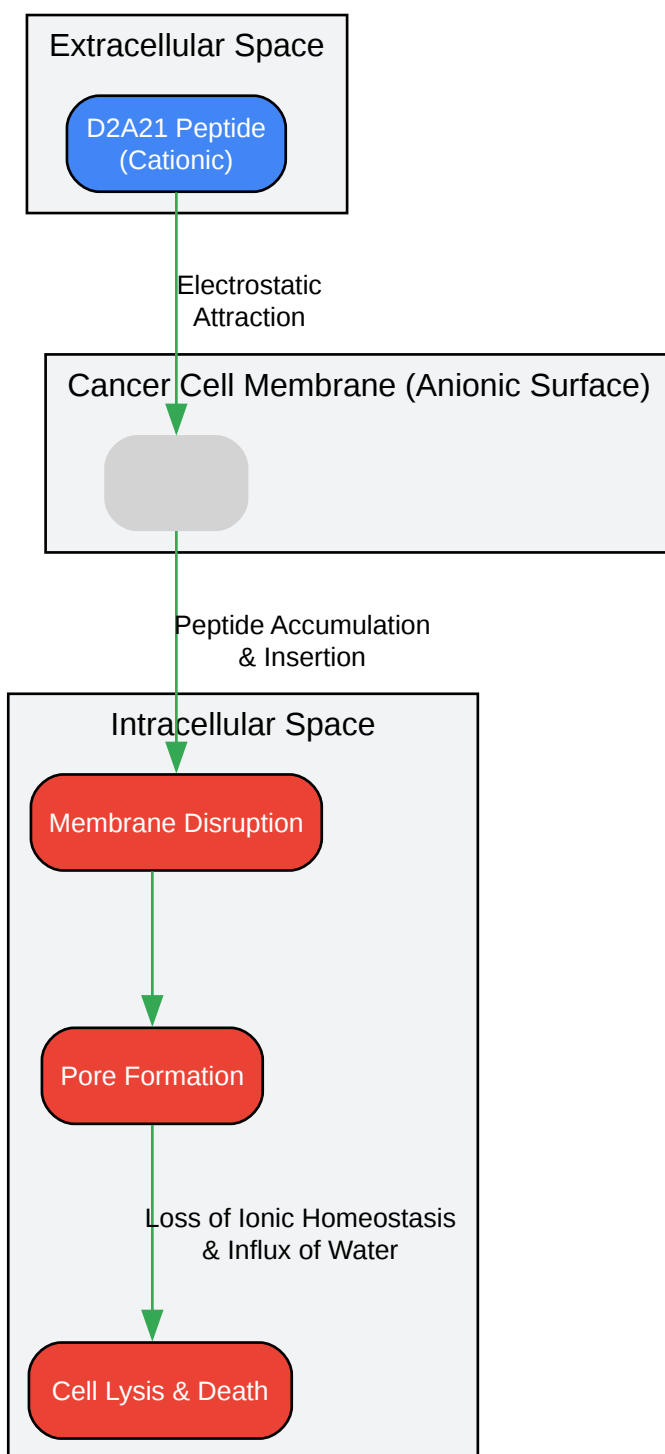 Extracellular Space
D2A21 Peptide
(Cationic)
Electrostatic
Attraction
Cancer Cell Membrane (Anionic Surface)
Peptide Accumulation
& Insertion
Intracellular Space
Membrane Disruption
Pore Formation
Loss of Ionic Homeostasis
& Influx of Water
Cell Lysis & Death